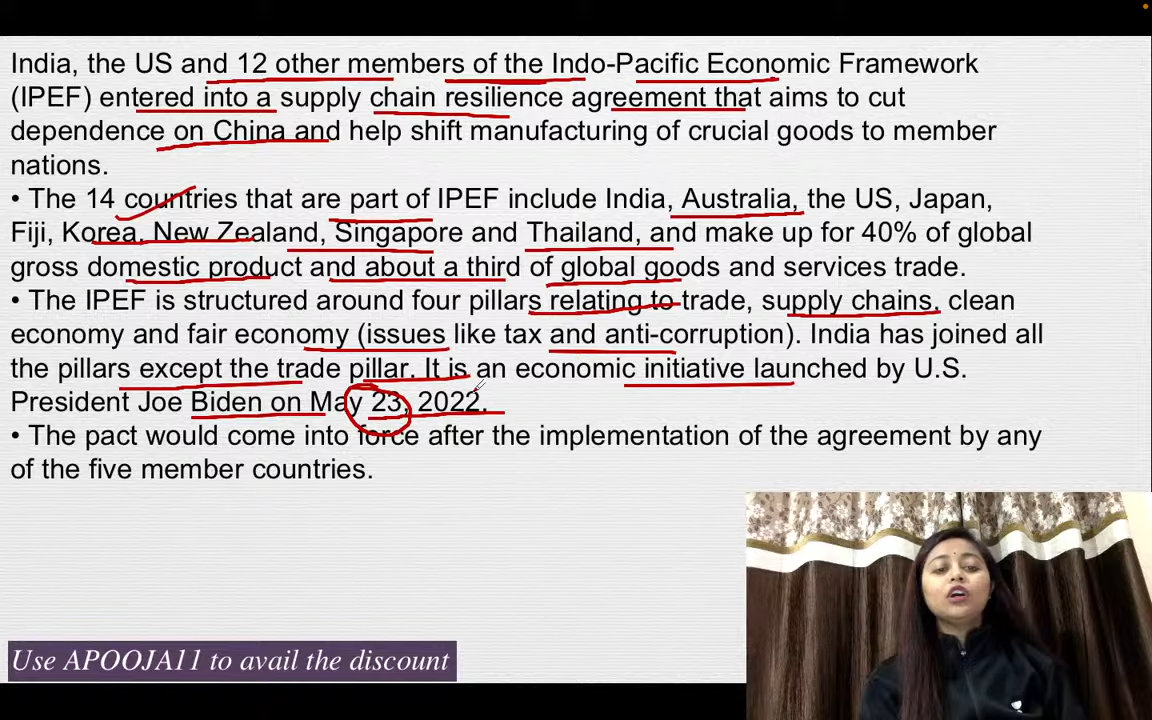 India, the US and 12 other members of the Indo-Pacific Economic Framework
(IPEF) entered into a supply chain resilience agreement that aims to cut
dependence on China and help shift manufacturing of crucial goods to member
nations.
• The 14 countries that are part of IPEF include India, Australia, the US, Japan,
Fiji, Korea, New Zealand, Singapore and Thailand, and make up for 40% of global
gross domestic product and about a third of global goods and services trade.
• The IPEF is structured around four pillars relating to trade, supply chains, clean
economy and fair economy (issues like tax and anti-corruption). India has joined all
the pillars except the trade pillar. It is an economic initiative launched by U.S.
President Joe Biden on May 23, 2022.
• The pact would come into force after the implementation of the agreement by any
of the five member countries.
Use APOOJA11 to avail the discount